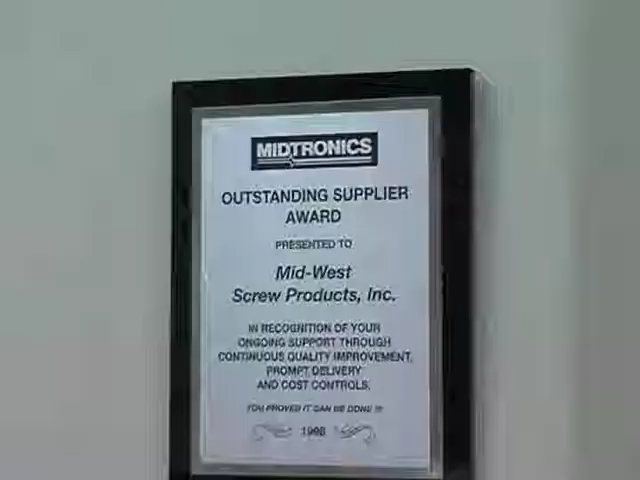 MIDTRONICS
OUTSTANDING SUPPLIER
AWARD
PRESENTED TO
Mid-West
Screw Products, Inc.
IN RECOGNITION OF YOUR
ONGOING SUPPORT THROUGH
CONTINUOUS QUALITY IMPROVEMENT,
PROMPT DELIVERY
AND COST CONTROLS.
YOU PROVED IT CAN BE DONE !!!
1998